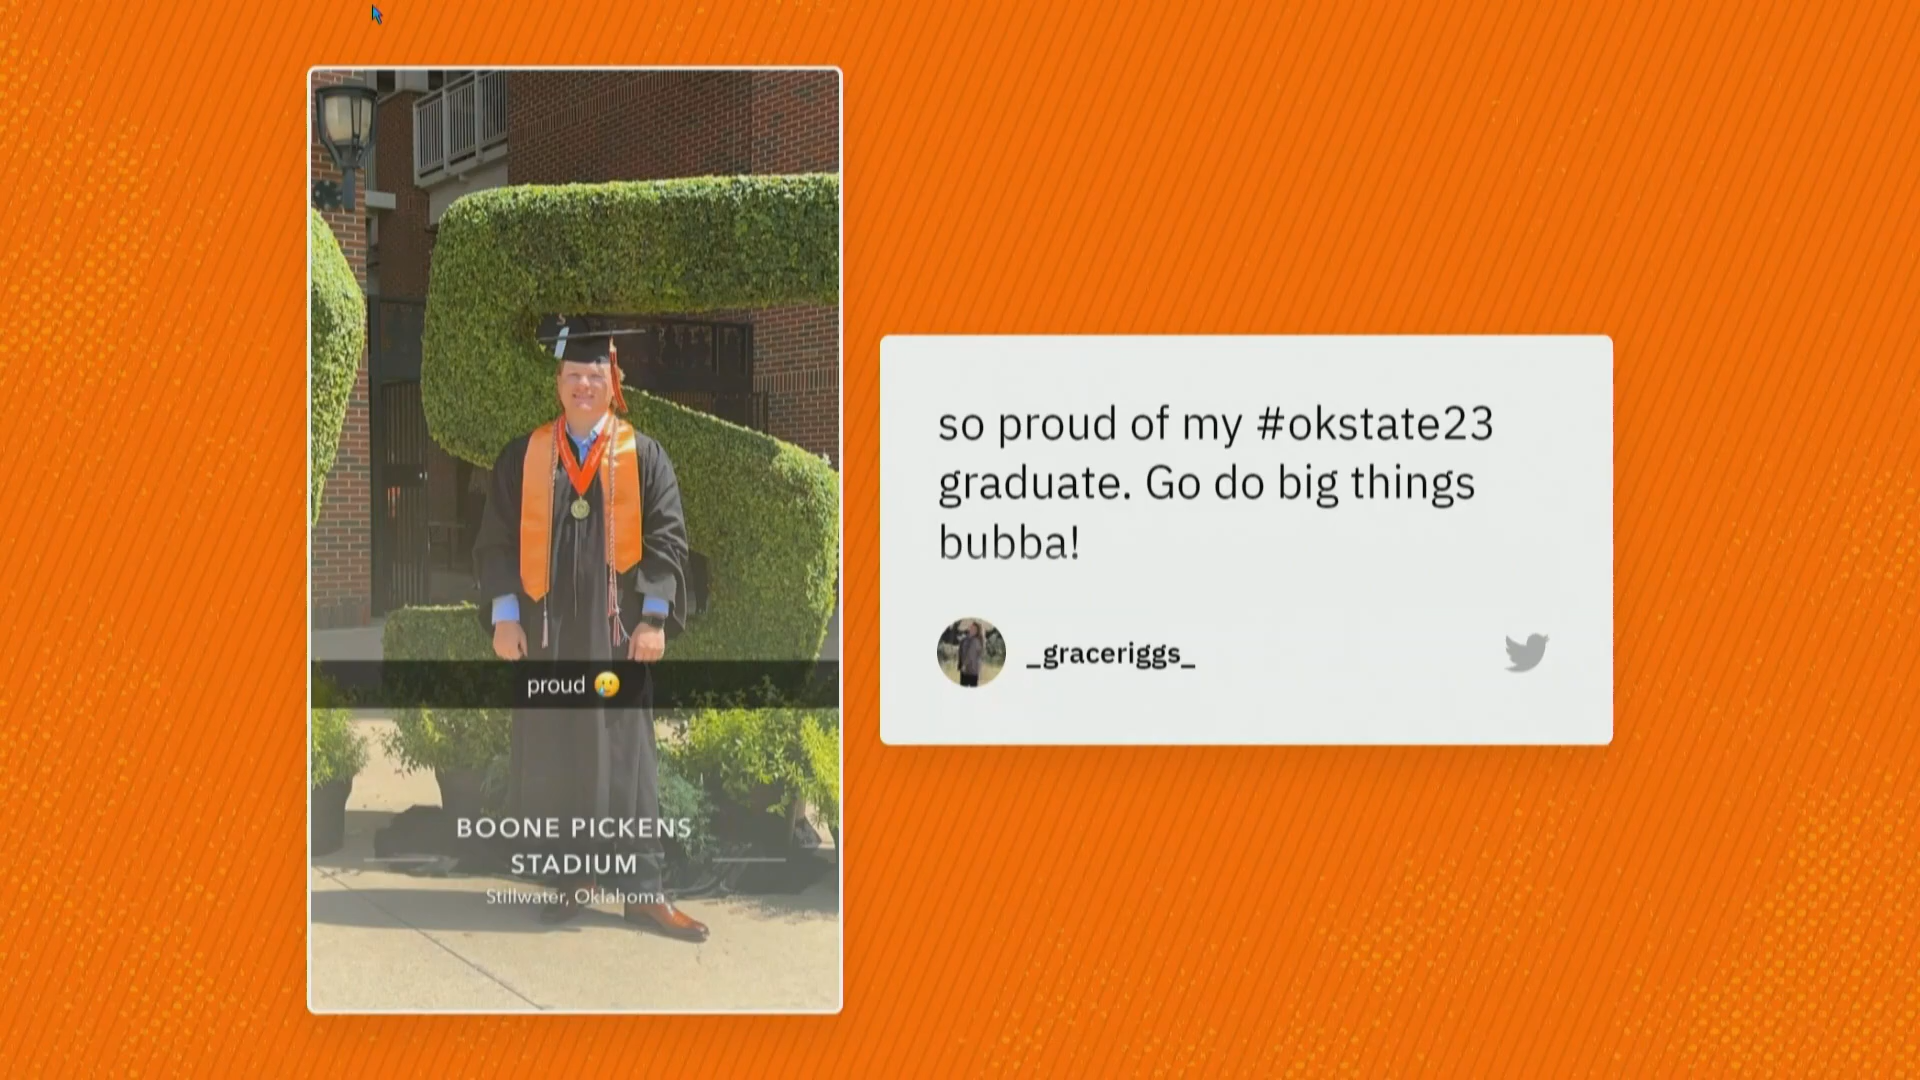 proud 🥲
BOONE PICKENS
STADIUM
Stillwater, Oklahoma
so proud of my #okstate23
graduate. Go do big things
bubba!
_graceriggs_